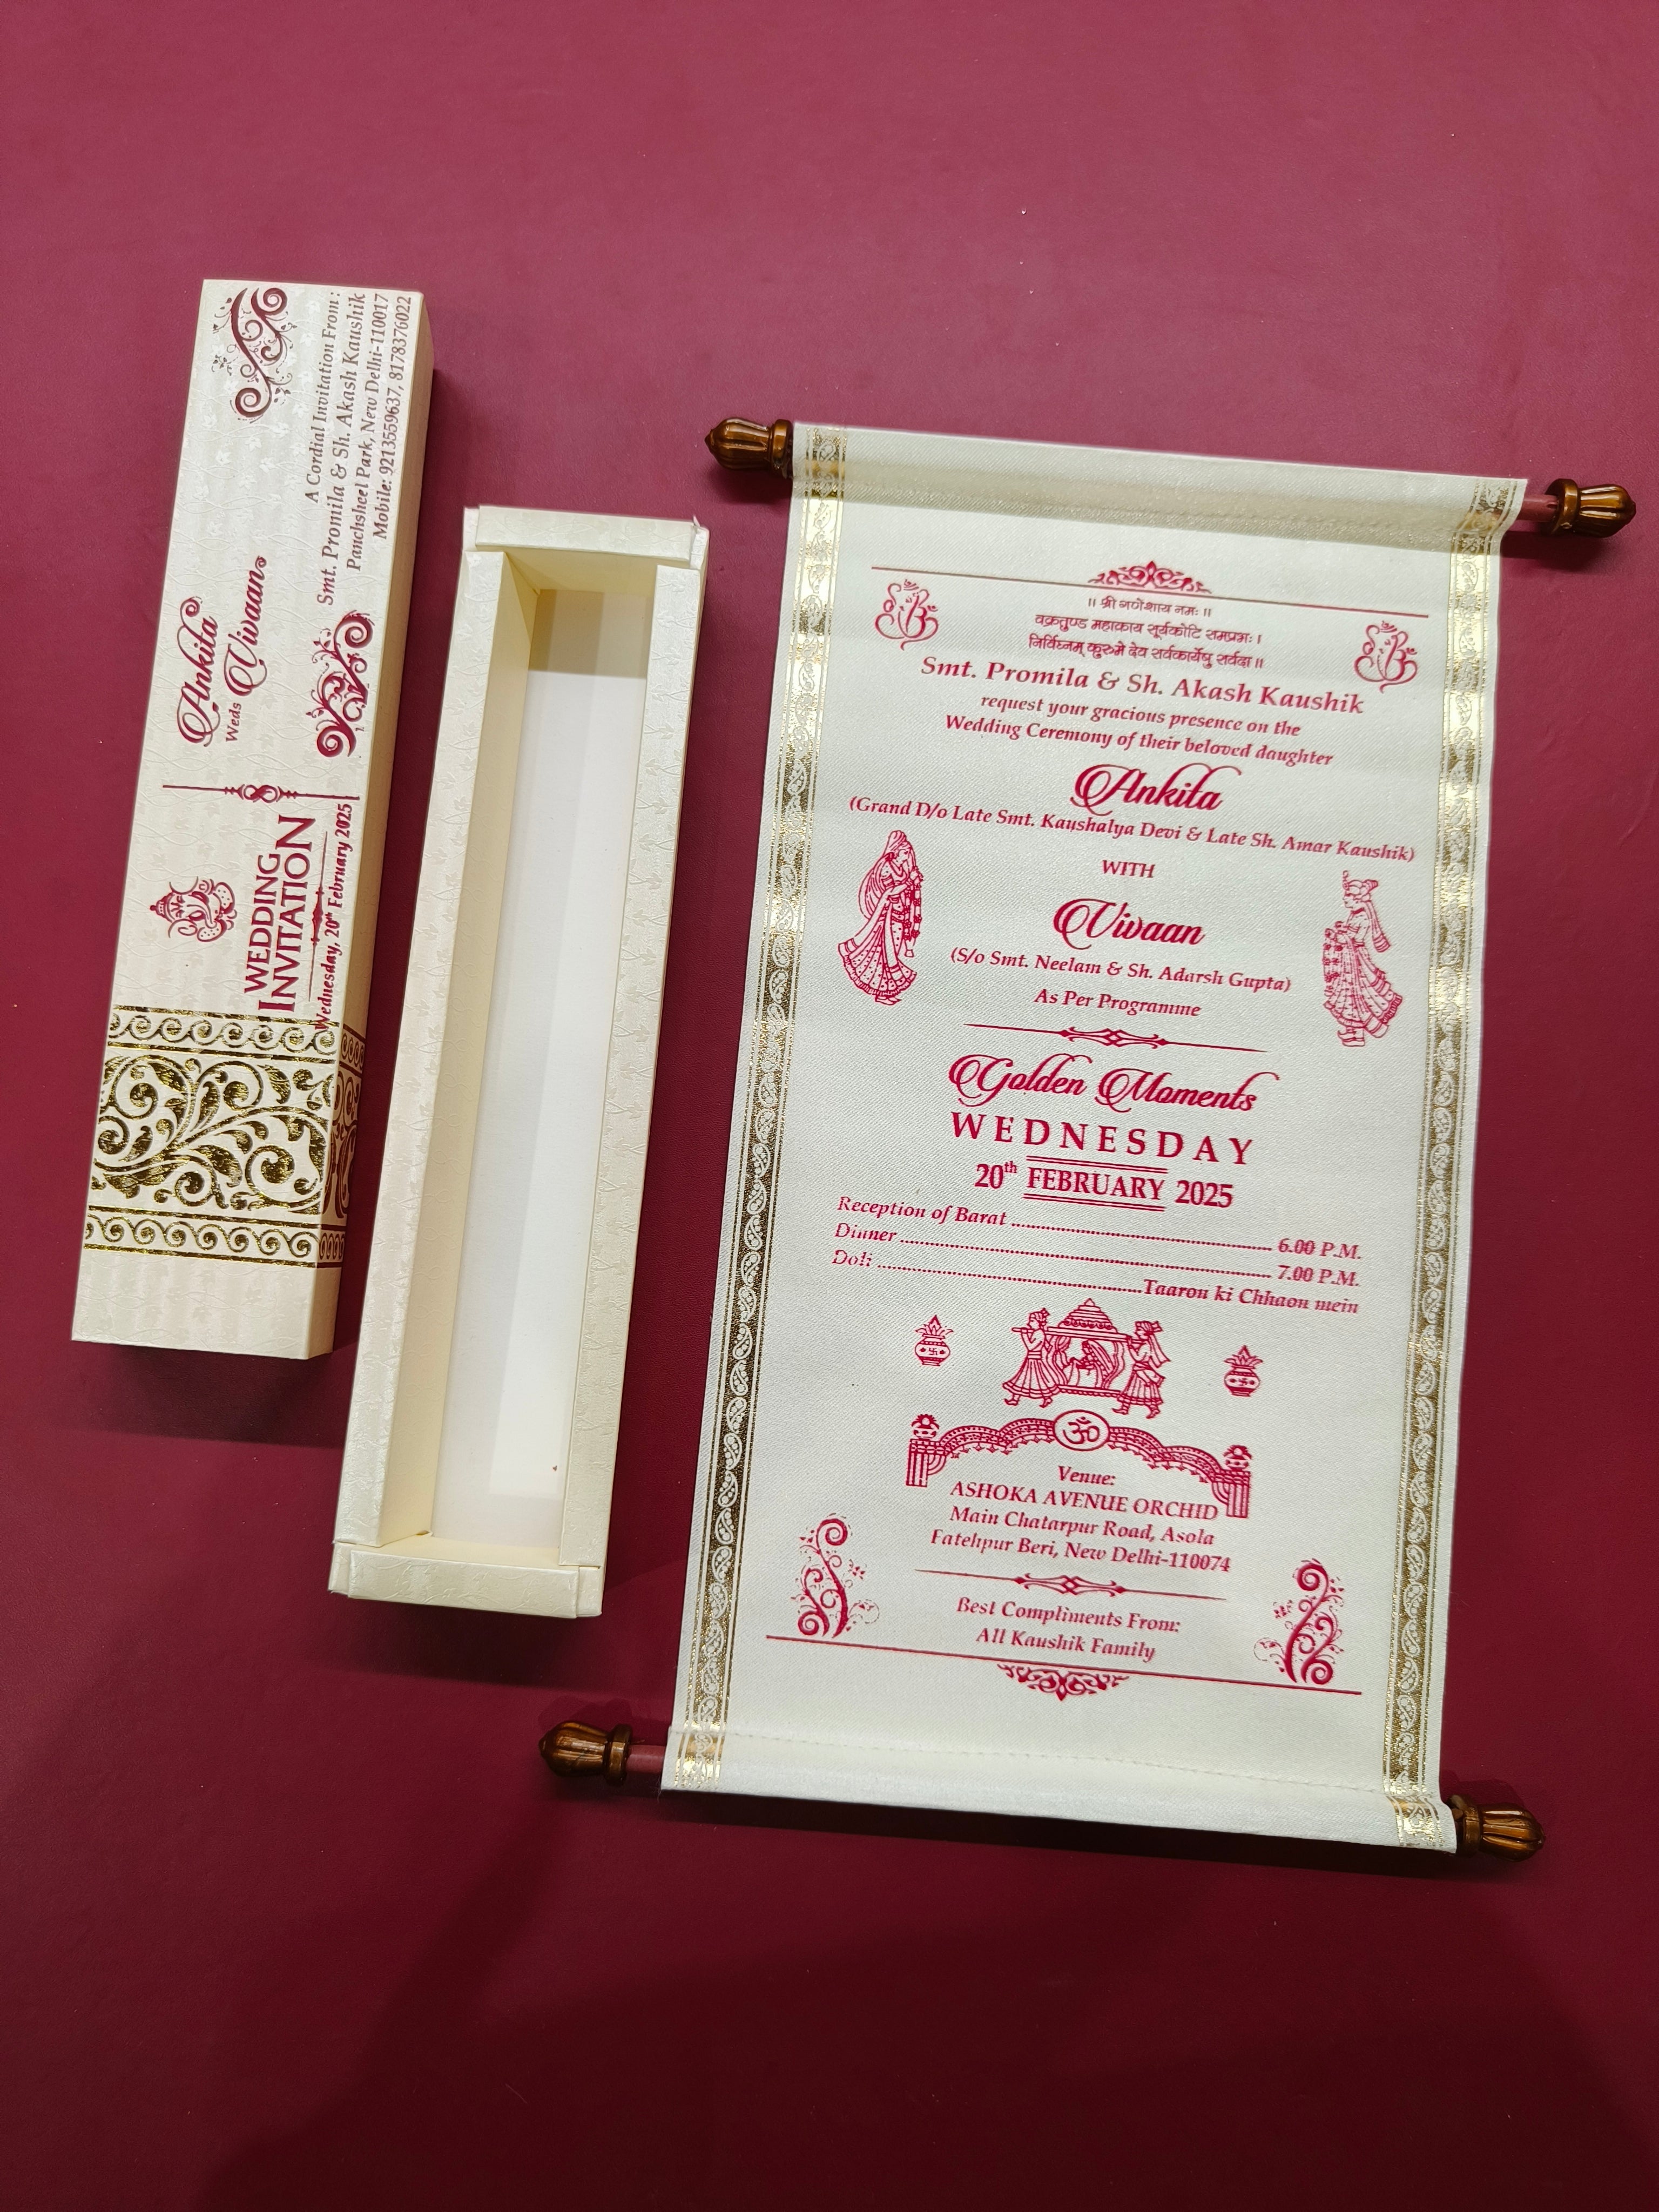 Ankita
Weds
Vivaan
WEDDING
INVITATION
Wednesday, 20th February 2025
A Cordial Invitation From:
Smt. Promila & Sh. Akash Kaushik
Panchsheel Park, New Delhi-110017
Mobile: 9213559637, 8178376022
॥ श्री गणेशाय नमः ॥
वक्रतुण्ड महाकाय सूर्यकोटि समप्रभः।
निर्विघ्नम् कुरुमे देव सर्वकार्येषु सर्वदा॥
Smt. Promila & Sh. Akash Kaushik
request your gracious presence on the
Wedding Ceremony of their beloved daughter
Ankita
(Grand D/o Late Smt. Kaushalya Devi & Late Sh. Amar Kaushik)
WITH
Vivaan
(S/o Smt. Neelam & Sh. Adarsh Gupta)
As Per Programme
Golden Moments
WEDNESDAY
20th FEBRUARY 2025
Reception of Barat ........................................ 6.00 P.M.
Dinner ........................................ 7.00 P.M.
Doli ........................................ Taaron ki Chhaon mein
ॐ
Venue:
ASHOKA AVENUE ORCHID
Main Chatarpur Road, Asola
Fatehpur Beri, New Delhi-110074
Best Compliments From:
All Kaushik Family